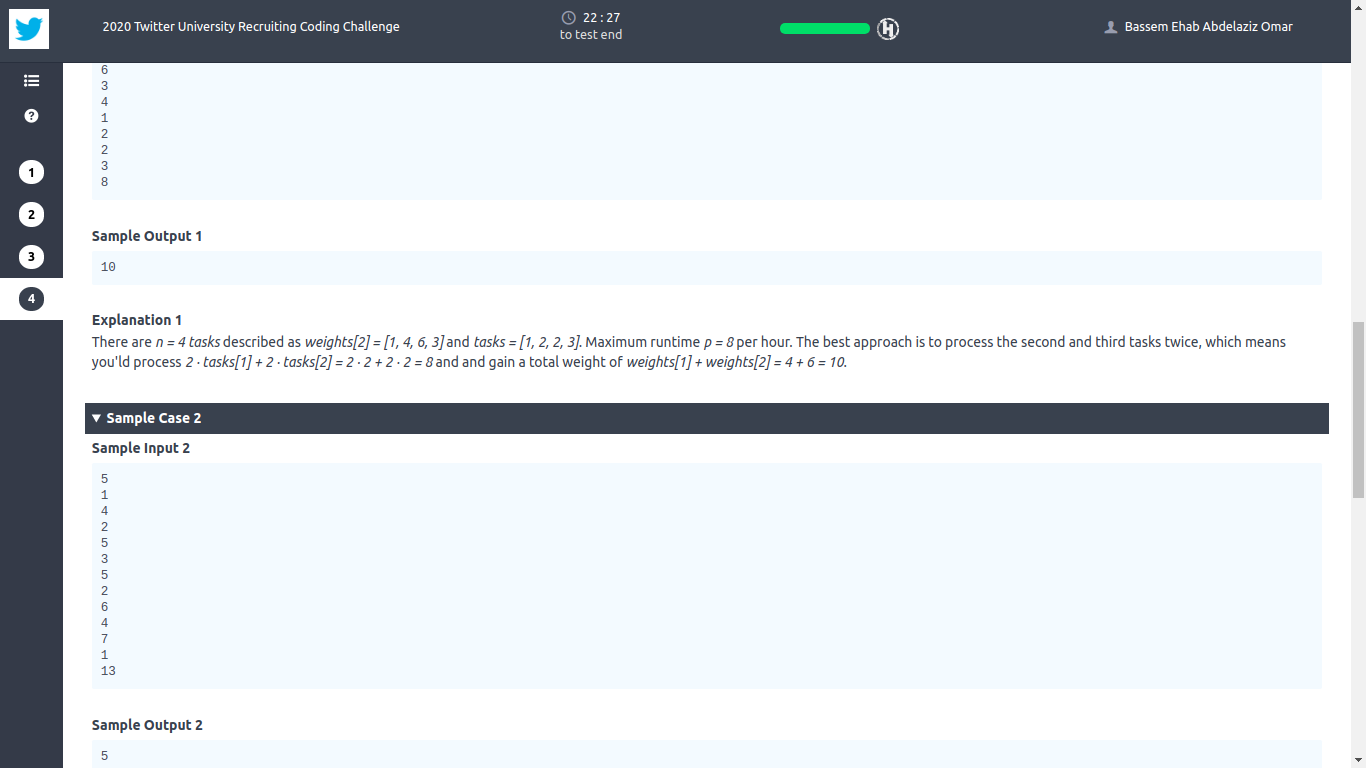 2020 Twitter University Recruiting Coding Challenge
22 : 27
to test end
Bassem Ehab Abdelaziz Omar
1
2
3
4
6
3
4
1
2
2
3
8
Sample Output 1
10
Explanation 1
There are n = 4 tasks described as weights[2] = [1, 4, 6, 3] and tasks = [1, 2, 2, 3]. Maximum runtime p = 8 per hour. The best approach is to process the second and third tasks twice, which means
you'ld process 2 · tasks[1] + 2 · tasks[2] = 2 · 2 + 2 · 2 = 8 and and gain a total weight of weights[1] + weights[2] = 4 + 6 = 10.
▼ Sample Case 2
Sample Input 2
5
1
4
2
5
3
5
2
6
4
7
1
13
Sample Output 2
5